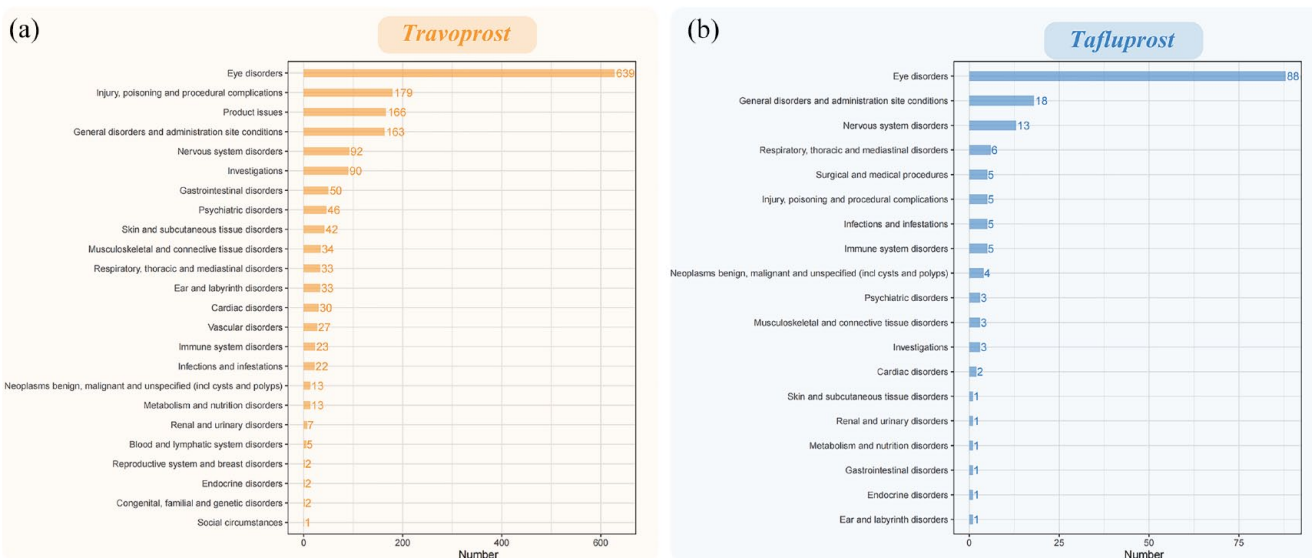 (a)
Travoprost
Eye disorders 639
Injury, poisoning and procedural complications 179
Product issues 166
General disorders and administration site conditions 163
Nervous system disorders 92
Investigations 90
Gastrointestinal disorders 50
Psychiatric disorders 46
Skin and subcutaneous tissue disorders 42
Musculoskeletal and connective tissue disorders 34
Respiratory, thoracic and mediastinal disorders 33
Ear and labyrinth disorders 33
Cardiac disorders 30
Vascular disorders 27
Immune system disorders 23
Infections and infestations 22
Neoplasms benign, malignant and unspecified (incl cysts and polyps) 13
Metabolism and nutrition disorders 13
Renal and urinary disorders 7
Blood and lymphatic system disorders 5
Reproductive system and breast disorders 2
Endocrine disorders 2
Congenital, familial and genetic disorders 2
Social circumstances 1
0 200 400 600
Number
(b)
Tafluprost
Eye disorders 88
General disorders and administration site conditions 18
Nervous system disorders 13
Respiratory, thoracic and mediastinal disorders 6
Surgical and medical procedures 5
Injury, poisoning and procedural complications 5
Infections and infestations 5
Immune system disorders 5
Neoplasms benign, malignant and unspecified (incl cysts and polyps) 4
Psychiatric disorders 3
Musculoskeletal and connective tissue disorders 3
Investigations 3
Cardiac disorders 2
Skin and subcutaneous tissue disorders 1
Renal and urinary disorders 1
Metabolism and nutrition disorders 1
Gastrointestinal disorders 1
Endocrine disorders 1
Ear and labyrinth disorders 1
0 25 50 75
Number